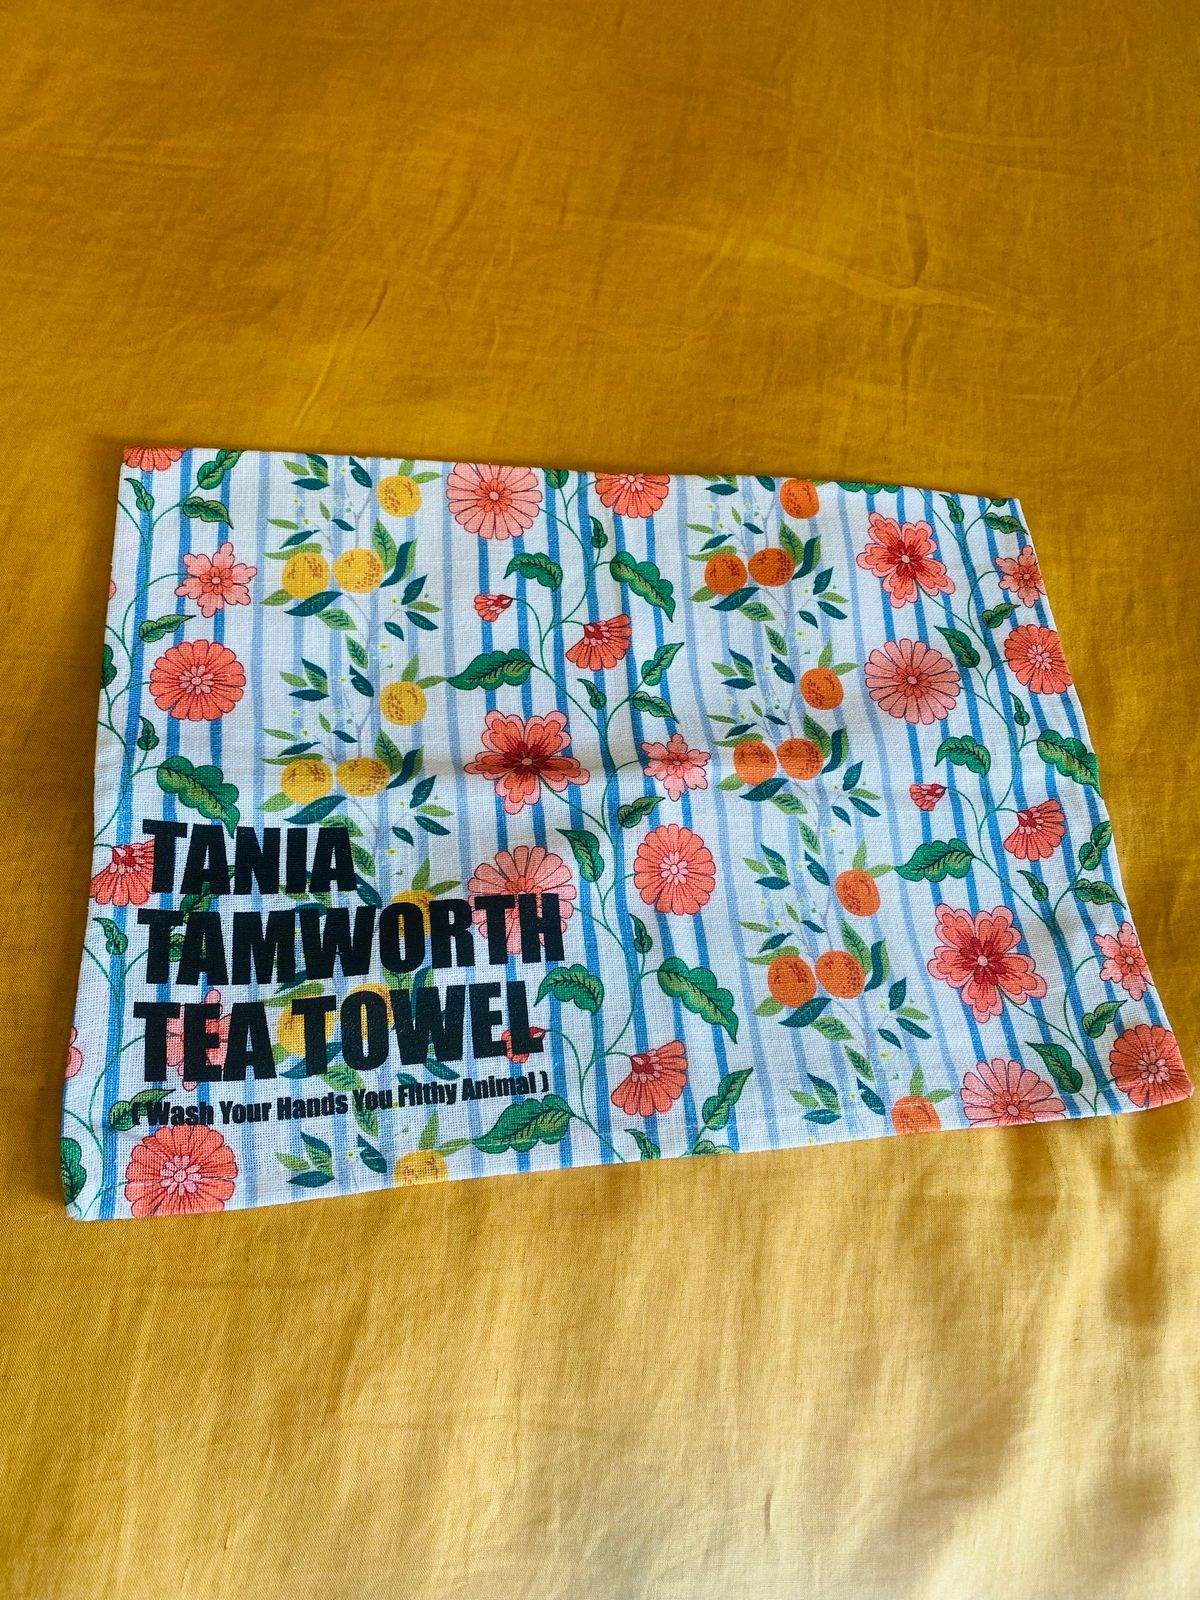 TANIA
TAMWORTH
TEA TOWEL
( Wash Your Hands You Filthy Animal )